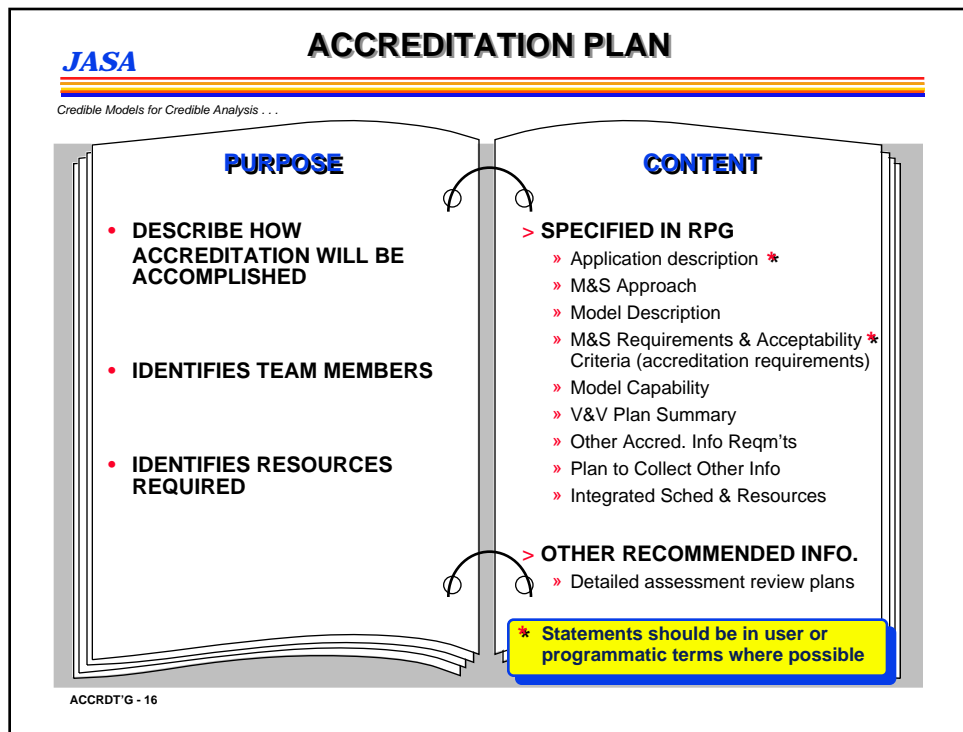 ACCREDITATION PLAN
JASA
Credible Models for Credible Analysis . . .
PURPOSE
• DESCRIBE HOW
ACCREDITATION WILL BE
ACCOMPLISHED
• IDENTIFIES TEAM MEMBERS
• IDENTIFIES RESOURCES
REQUIRED
CONTENT
> SPECIFIED IN RPG
» Application description *
» M&S Approach
» Model Description
» M&S Requirements & Acceptability *
Criteria (accreditation requirements)
» Model Capability
» V&V Plan Summary
» Other Accred. Info Reqm'ts
» Plan to Collect Other Info
» Integrated Sched & Resources
> OTHER RECOMMENDED INFO.
» Detailed assessment review plans
* Statements should be in user or
programmatic terms where possible
ACCRDT'G - 16